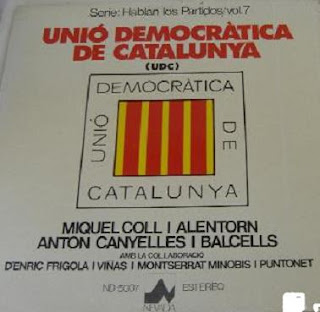 Serie: Hablan los Partidos/vol.7
UNIÓ DEMOCRÀTICA
DE CATALUNYA
(UDC)
DEMOCRÀTICA
UNIÓ
DE
CATALUNYA
MIQUEL COLL I ALENTORN
ANTON CANYELLES I BALCELLS
AMB LA COL.LABORACIÓ
D'ENRIC FRIGOLA I VIÑAS I MONTSERRAT MINOBIS I PUNTONET
ND-5007 ESTEREO
NEVADA